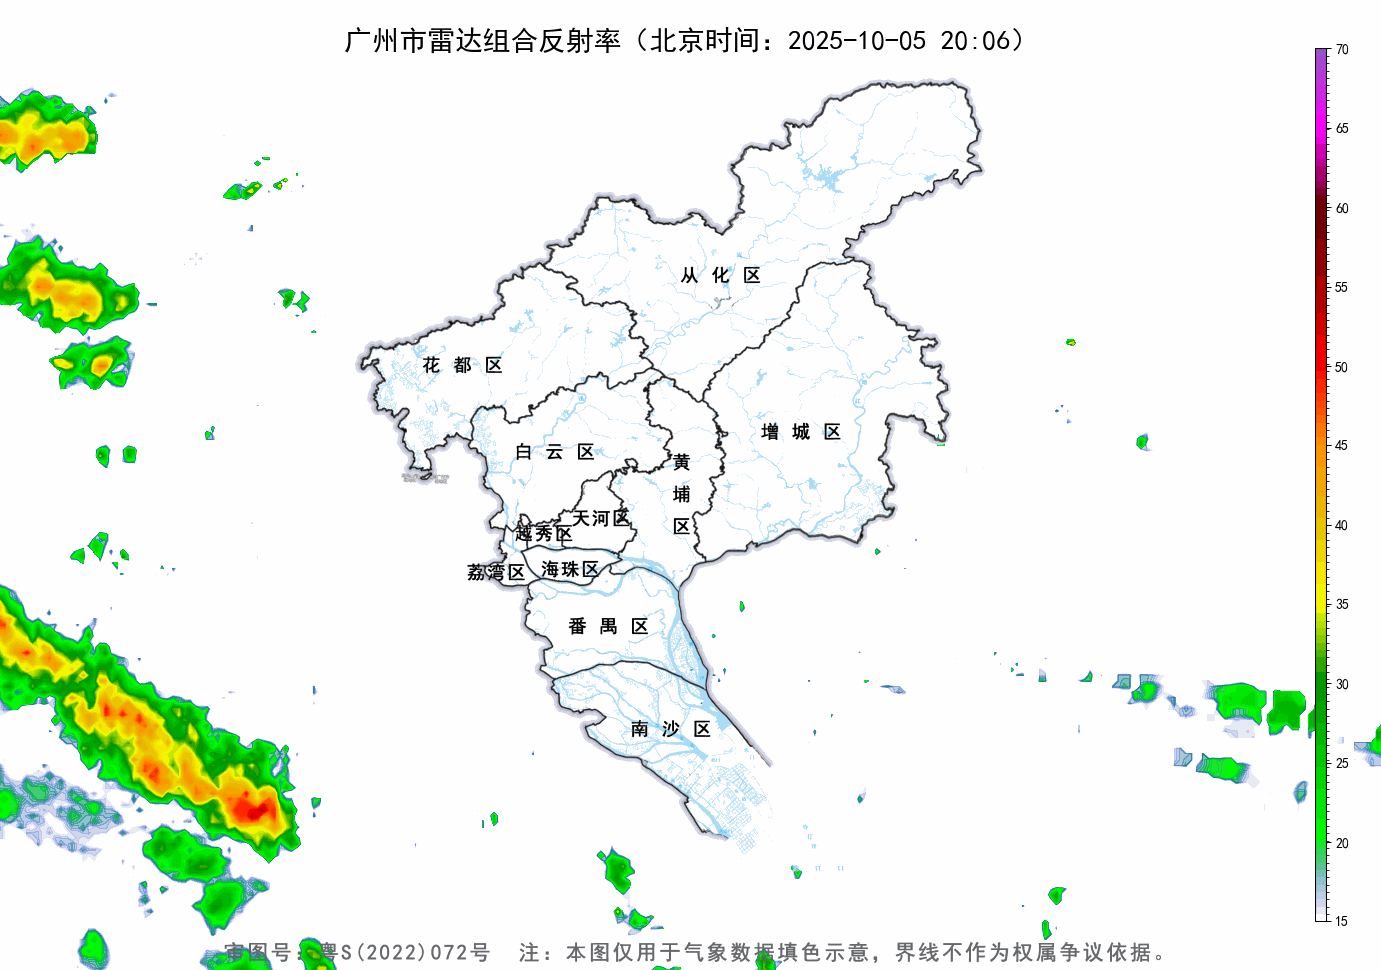 广州市雷达组合反射率（北京时间：2025-10-05 20:06）
70
65
60
55
50
45
40
35
30
25
20
15
从化区
花都区
增城区
白云区
黄埔区
天河区
越秀区
荔湾区
海珠区
番禺区
南沙区
审图号：粤S(2022)072号 注：本图仅用于气象数据填色示意，界线不作为权属争议依据。